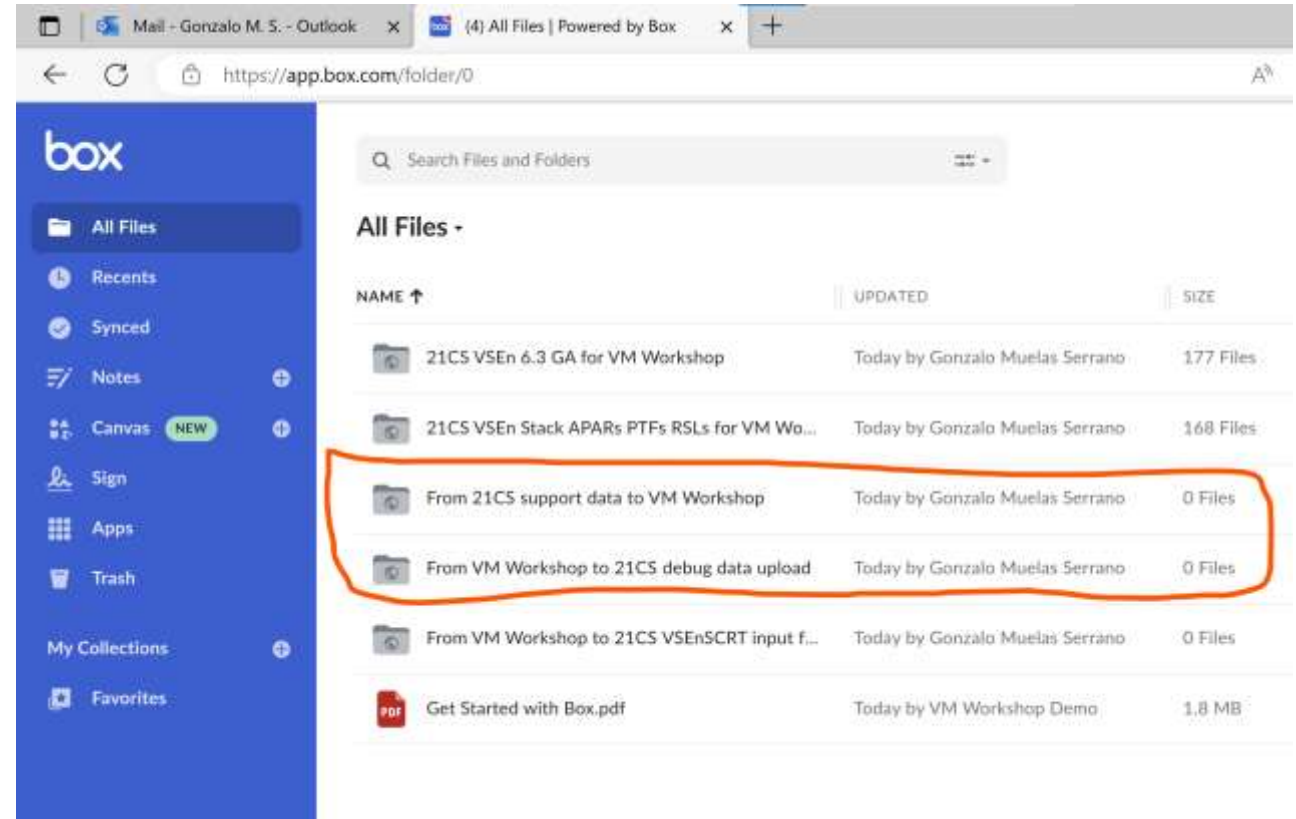 Mail - Gonzalo M. S. - Outlook
box
(4) All Files | Powered by Box
https://app.box.com/folder/0
A
box
Search Files and Folders
All Files
Recents
Synced
Notes
Canvas NEW
Sign
Apps
Trash
My Collections
Favorites
All Files
NAME UPDATED SIZE
21CS VSEn 6.3 GA for VM Workshop Today by Gonzalo Muelas Serrano 177 Files
21CS VSEn Stack APARs PTFs RSLs for VM Wo... Today by Gonzalo Muelas Serrano 168 Files
From 21CS support data to VM Workshop Today by Gonzalo Muelas Serrano 0 Files
From VM Workshop to 21CS debug data upload Today by Gonzalo Muelas Serrano 0 Files
From VM Workshop to 21CS VSEnSCRT input f... Today by Gonzalo Muelas Serrano 0 Files
PDF Get Started with Box.pdf Today by VM Workshop Demo 1.8 MB